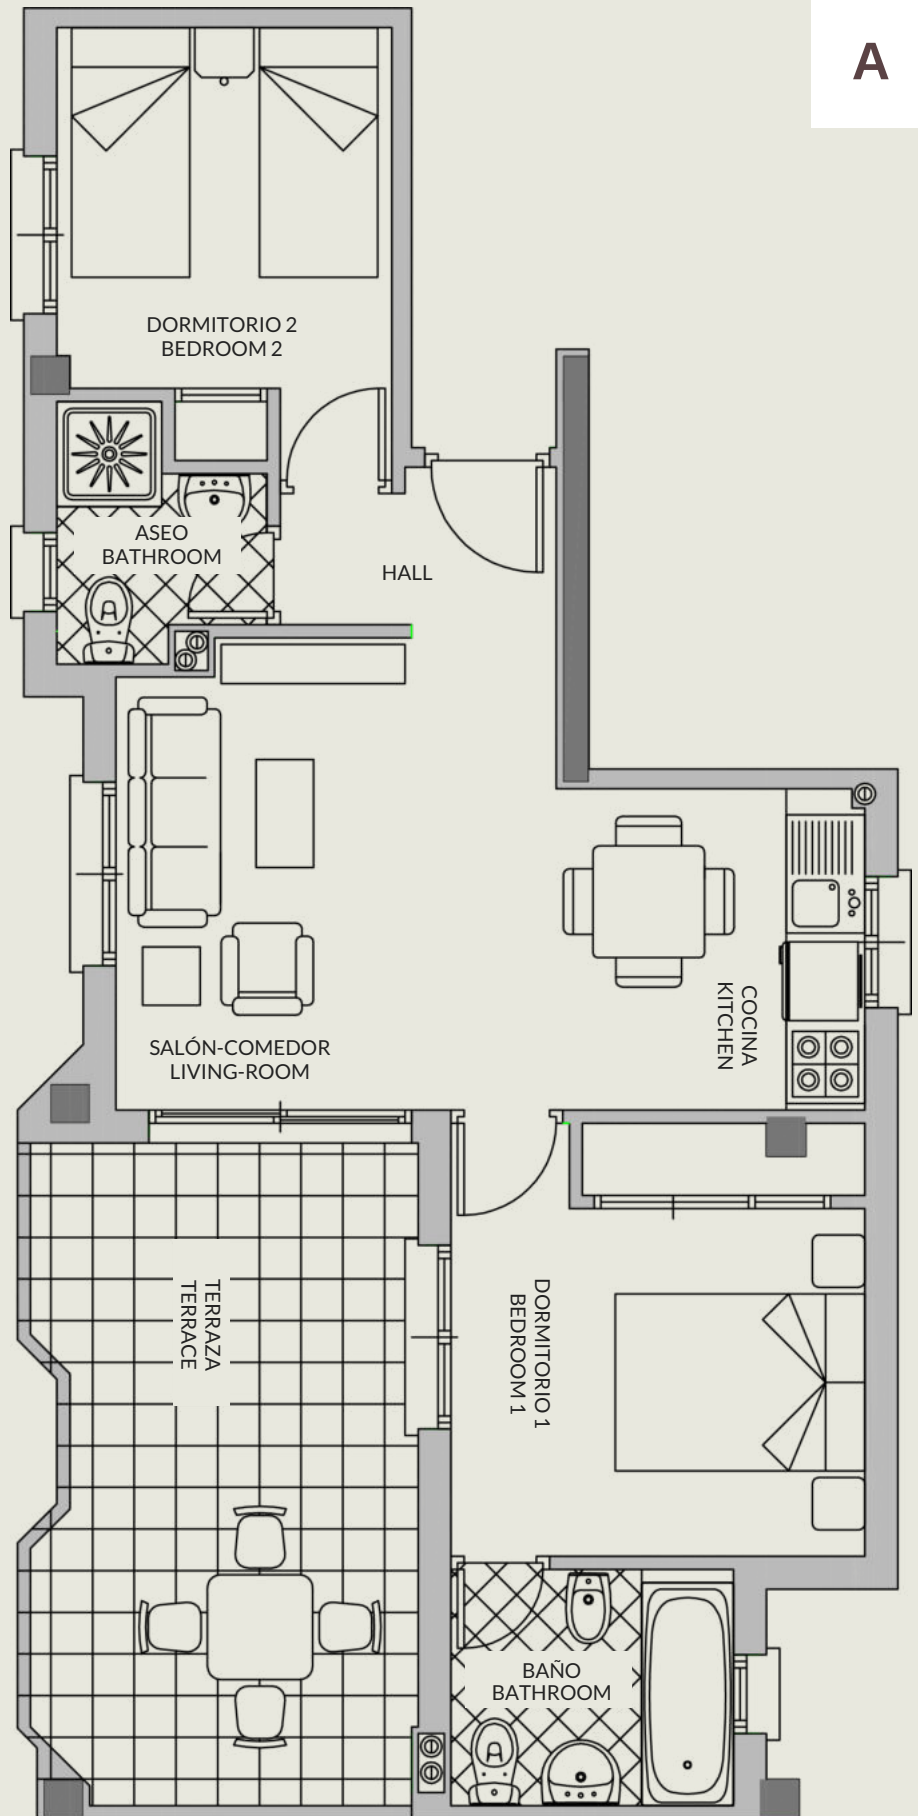 A
DORMITORIO 2
BEDROOM 2
ASEO
BATHROOM
HALL
COCINA
KITCHEN
SALÓN-COMEDOR
LIVING-ROOM
TERRAZA
TERRACE
DORMITORIO 1
BEDROOM 1
BAÑO
BATHROOM